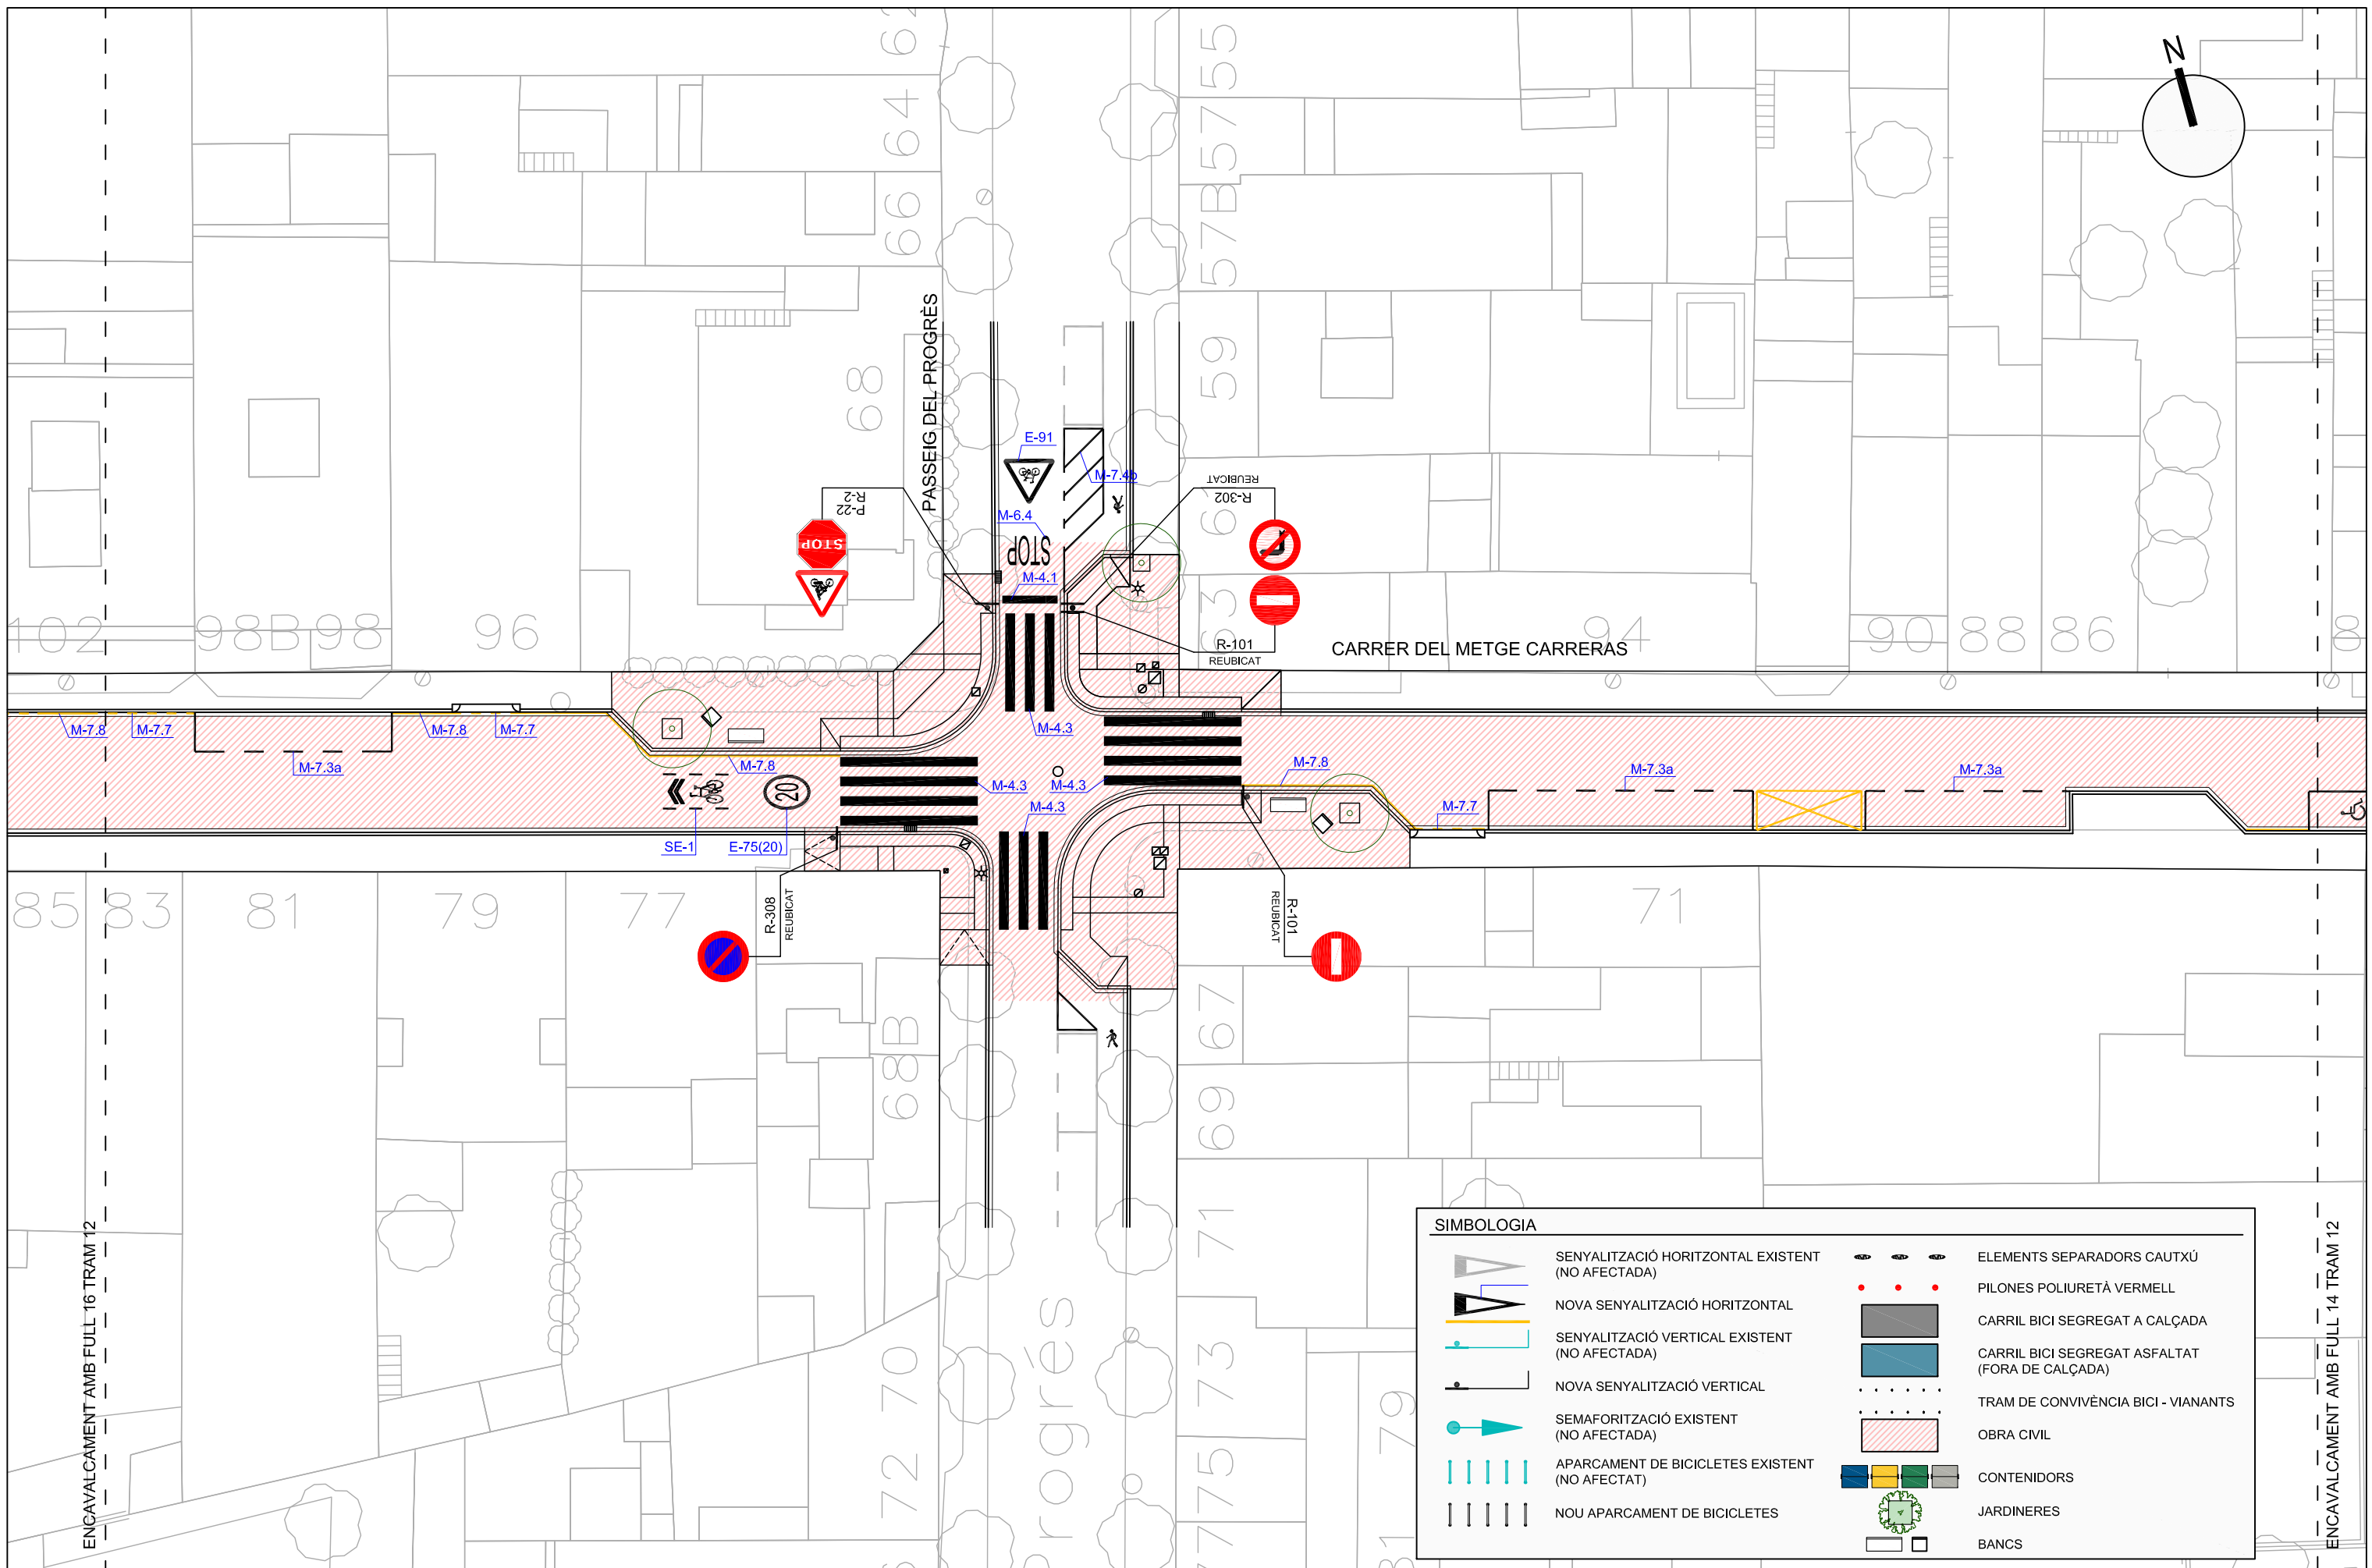 62
64
66
68
55
57B 57
59
61
63
N
PASSEIG DEL PROGRÈS
E-91
M-7.4b
R-2
P-22
STOP
M-6.4
STOP
M-4.1
REUBICAT
R-302
R-101
REUBICAT
CARRER DEL METGE CARRERAS
102
98B 98
96
94
90
88
86
M-7.8
M-7.7
M-7.3a
M-7.8
M-7.7
M-7.8
M-4.3
M-4.3
M-4.3
M-4.3
20
SE-1
E-75(20)
M-7.8
M-7.7
M-7.3a
M-7.3a
R-308
REUBICAT
R-101
REUBICAT
85
83
81
79
77
71
68B
67
69
71
73
75
77
70
72
79
81
Progrés
ENCAVALCAMENT AMB FULL 16 TRAM 12
ENCAVALCAMENT AMB FULL 14 TRAM 12
SIMBOLOGIA
SENYALITZACIÓ HORITZONTAL EXISTENT
(NO AFECTADA)
NOVA SENYALITZACIÓ HORITZONTAL
SENYALITZACIÓ VERTICAL EXISTENT
(NO AFECTADA)
NOVA SENYALITZACIÓ VERTICAL
SEMAFORITZACIÓ EXISTENT
(NO AFECTADA)
APARCAMENT DE BICICLETES EXISTENT
(NO AFECTAT)
NOU APARCAMENT DE BICICLETES
ELEMENTS SEPARADORS CAUTXÚ
PILONES POLIURETÀ VERMELL
CARRIL BICI SEGREGAT A CALÇADA
CARRIL BICI SEGREGAT ASFALTAT
(FORA DE CALÇADA)
TRAM DE CONVIVÈNCIA BICI - VIANANTS
OBRA CIVIL
CONTENIDORS
JARDINERES
BANCS